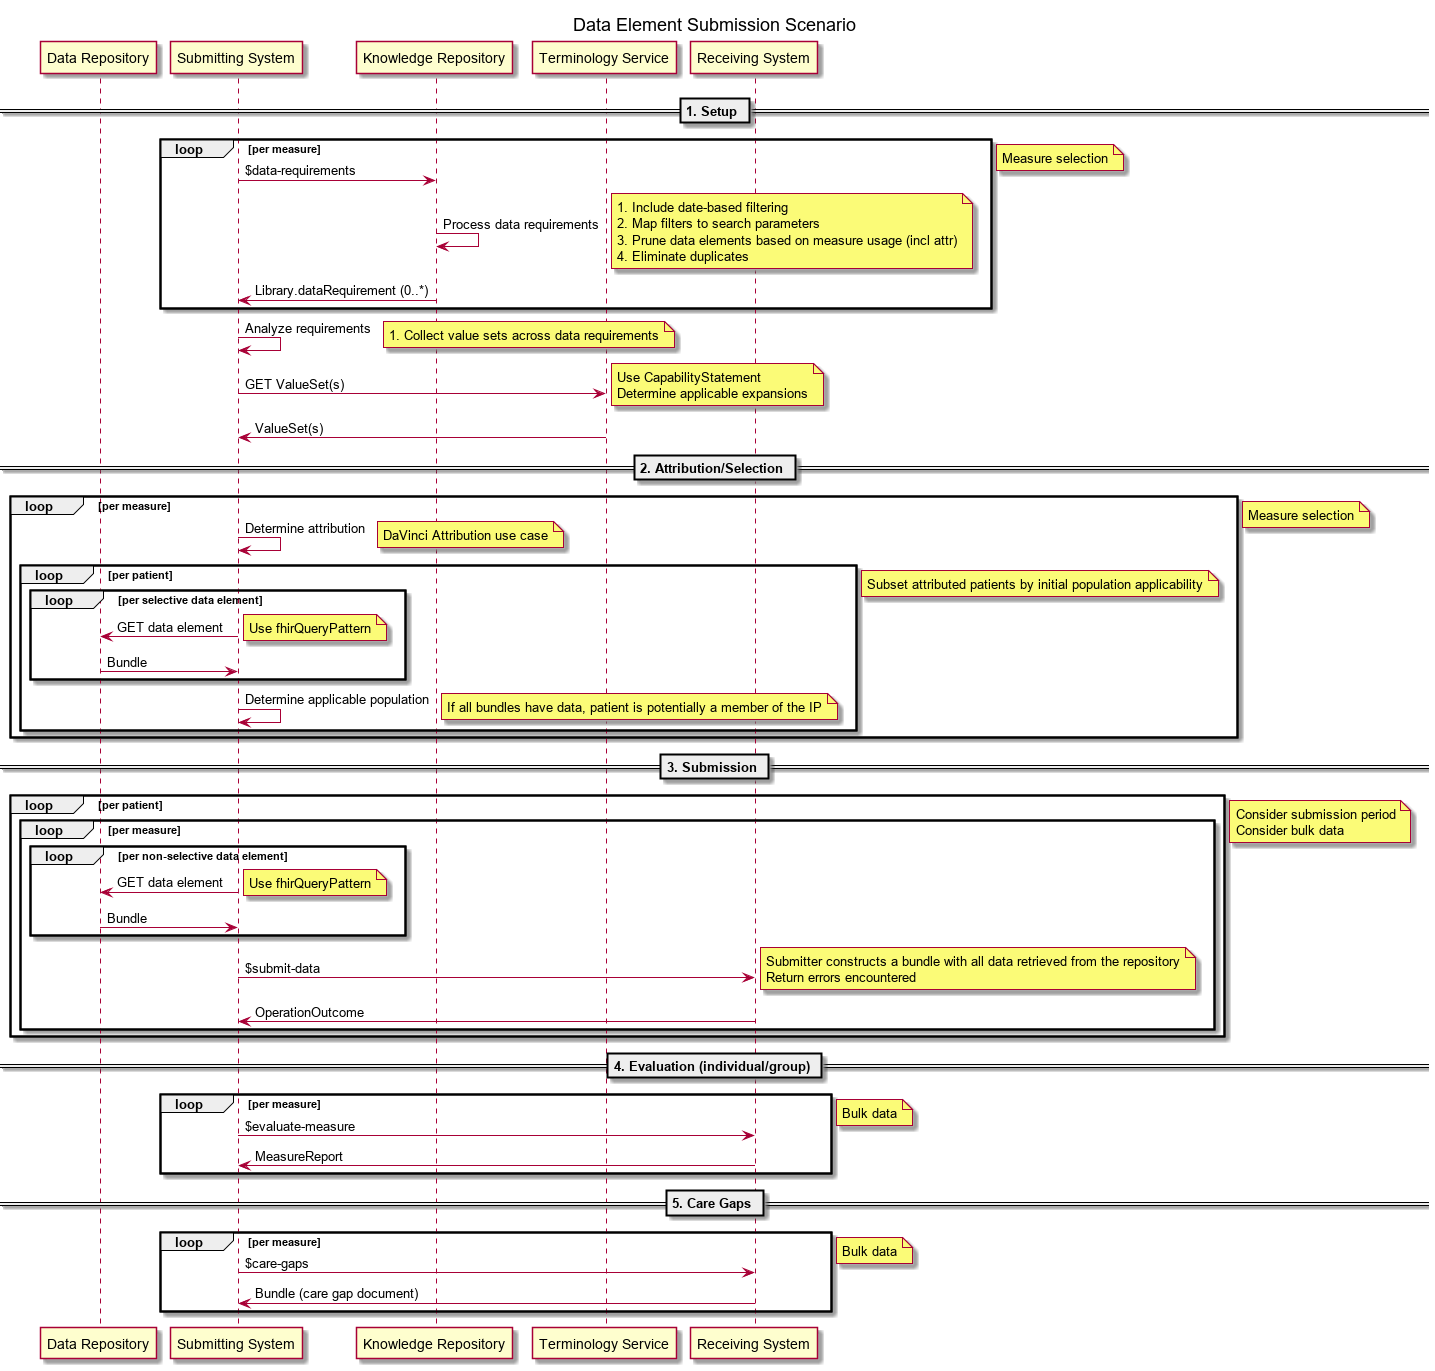 Data Element Submission Scenario
Data Repository
Submitting System
Knowledge Repository
Terminology Service
Receiving System
1. Setup
loop
[per measure]
Measure selection
$data-requirements
Process data requirements
1. Include date-based filtering
2. Map filters to search parameters
3. Prune data elements based on measure usage (incl attr)
4. Eliminate duplicates
Library.dataRequirement (0..*)
Analyze requirements
1. Collect value sets across data requirements
GET ValueSet(s)
Use CapabilityStatement
Determine applicable expansions
ValueSet(s)
2. Attribution/Selection
loop
[per measure]
Measure selection
Determine attribution
DaVinci Attribution use case
loop
[per patient]
Subset attributed patients by initial population applicability
loop
[per selective data element]
GET data element
Use fhirQueryPattern
Bundle
Determine applicable population
If all bundles have data, patient is potentially a member of the IP
3. Submission
loop
[per patient]
Consider submission period
Consider bulk data
loop
[per measure]
loop
[per non-selective data element]
GET data element
Use fhirQueryPattern
Bundle
$submit-data
Submitter constructs a bundle with all data retrieved from the repository
Return errors encountered
OperationOutcome
4. Evaluation (individual/group)
loop
[per measure]
Bulk data
$evaluate-measure
MeasureReport
5. Care Gaps
loop
[per measure]
Bulk data
$care-gaps
Bundle (care gap document)
Data Repository
Submitting System
Knowledge Repository
Terminology Service
Receiving System